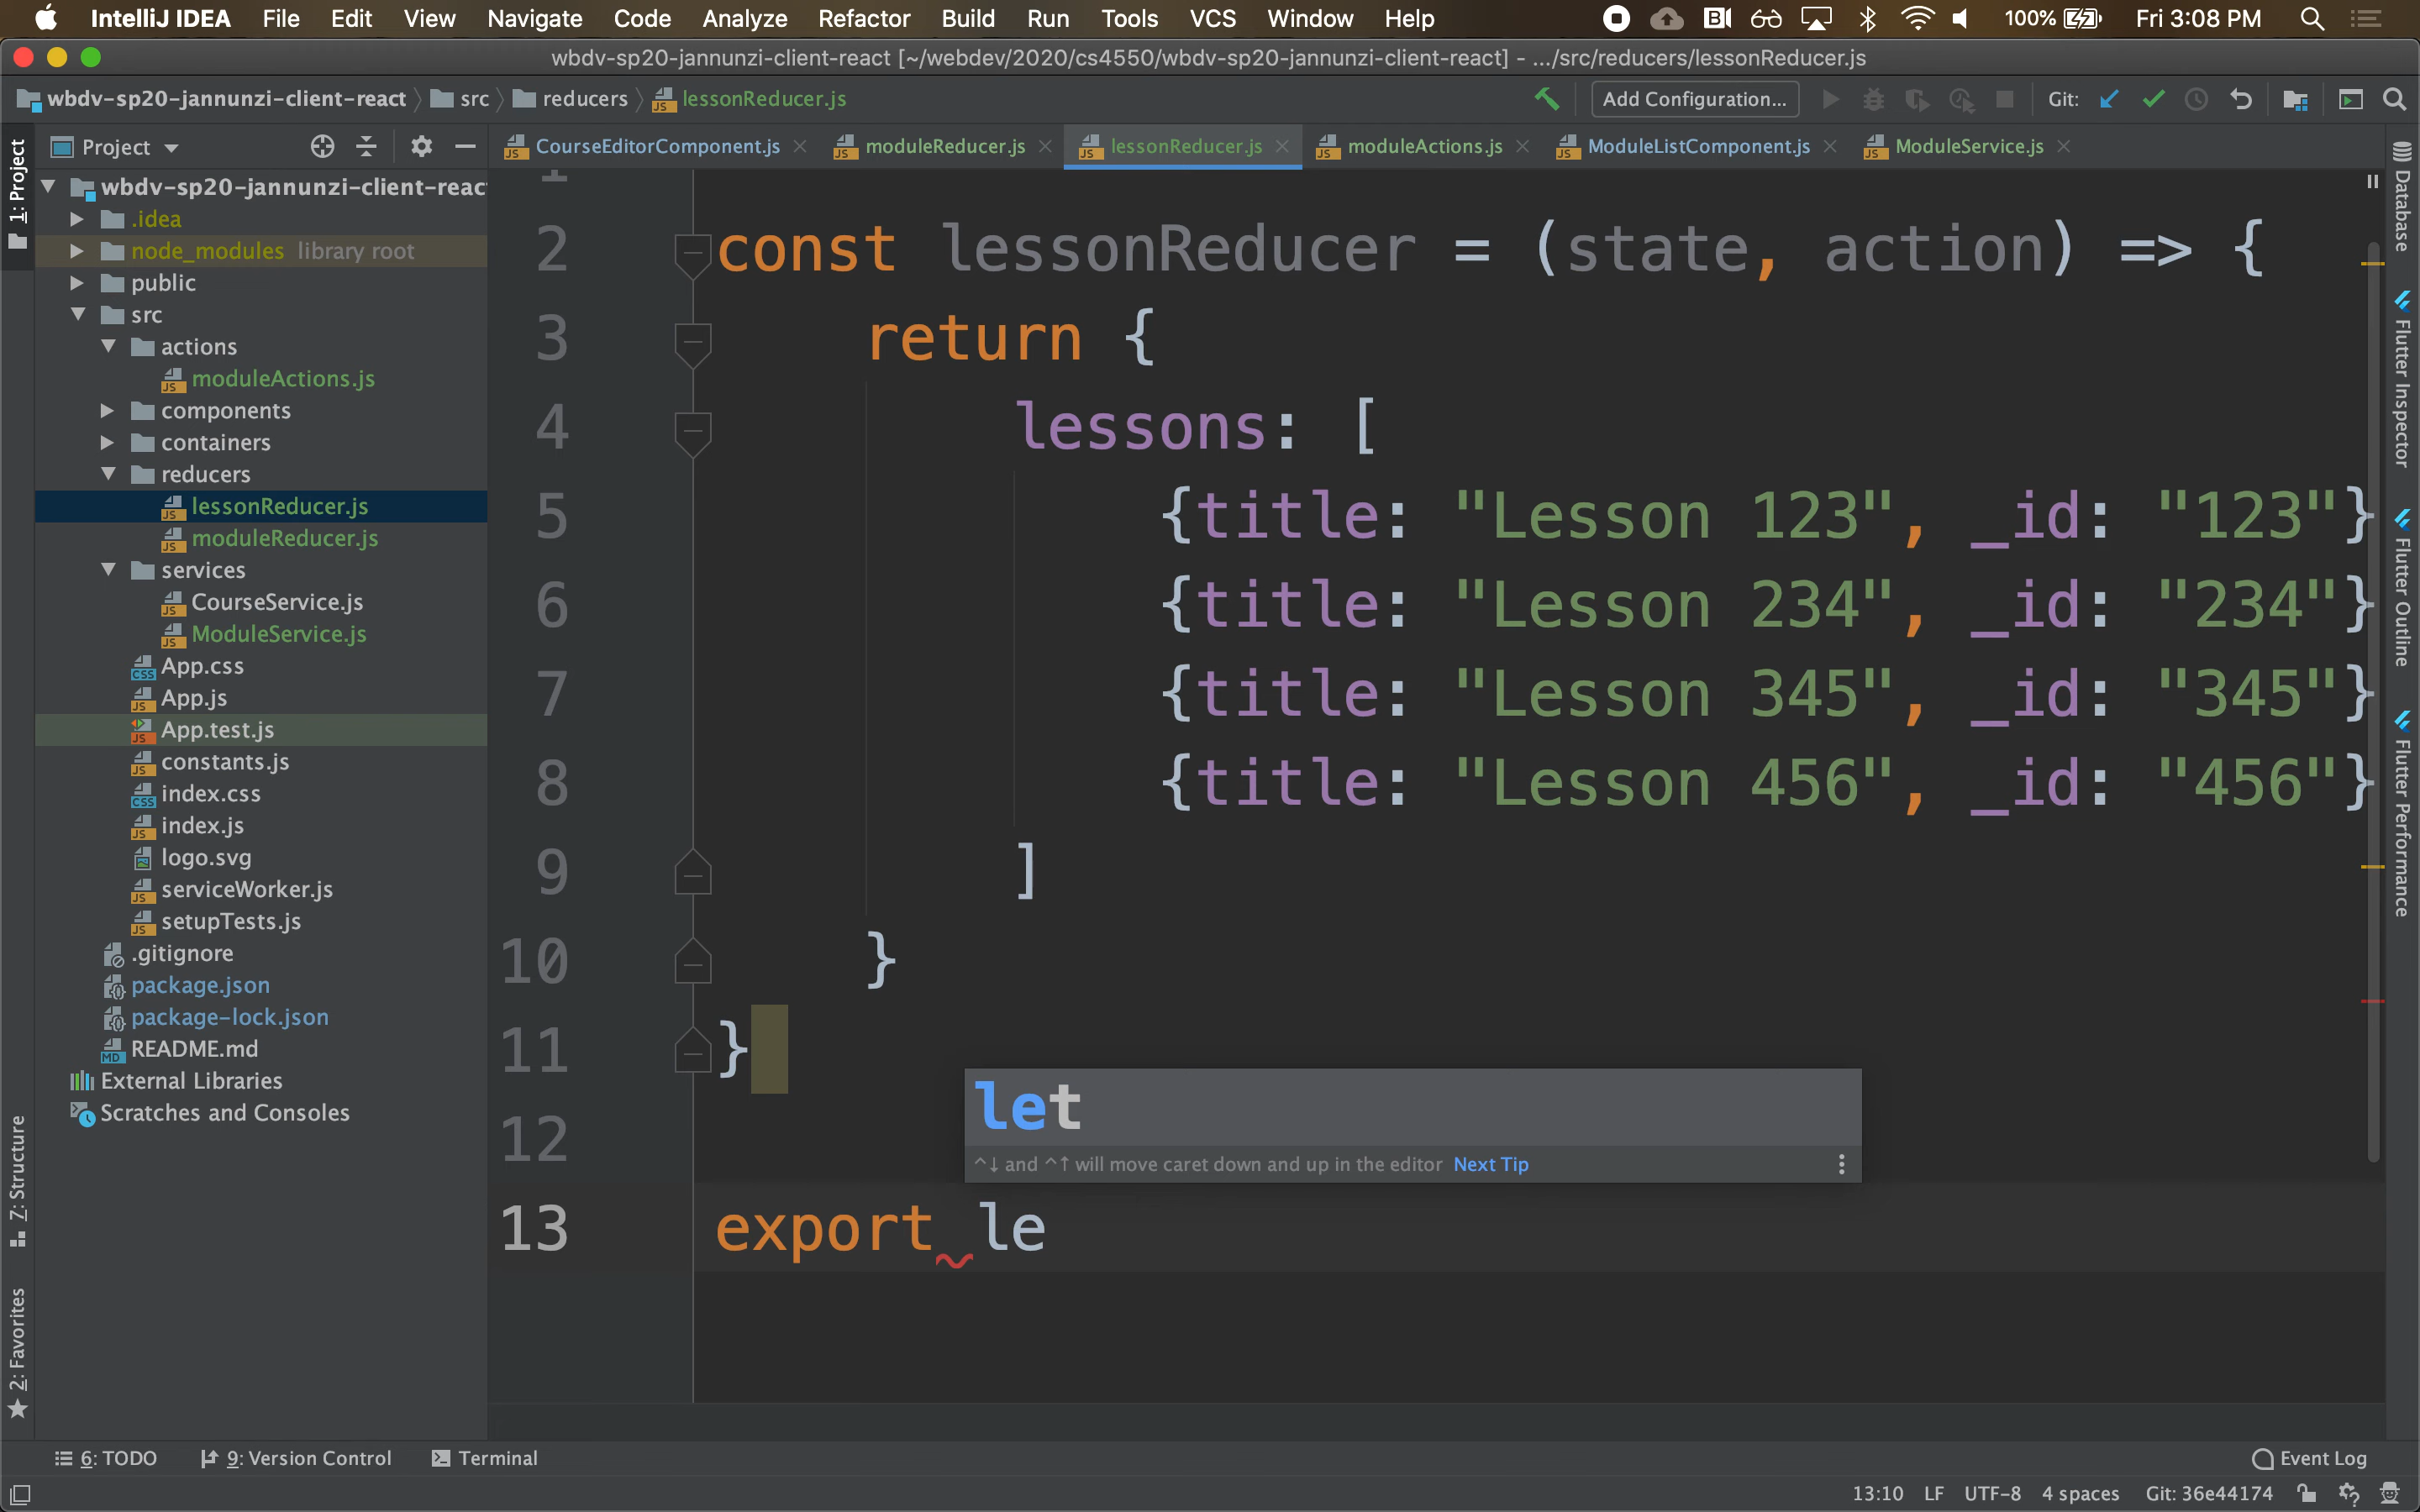 IntelliJ IDEA File Edit View Navigate Code Analyze Refactor Build Run Tools VCS Window Help 100% Fri 3:08 PM
wbdv-sp20-jannunzi-client-react [~/webdev/2020/cs4550/wbdv-sp20-jannunzi-client-react] - .../src/reducers/lessonReducer.js
wbdv-sp20-jannunzi-client-react src reducers lessonReducer.js Add Configuration... Git:
Project CourseEditorComponent.js moduleReducer.js lessonReducer.js moduleActions.js ModuleListComponent.js ModuleService.js
1: Project
7: Structure
2: Favorites
wbdv-sp20-jannunzi-client-reac
.idea
node_modules library root
public
src
actions
moduleActions.js
components
containers
reducers
lessonReducer.js
moduleReducer.js
services
CourseService.js
ModuleService.js
App.css
App.js
App.test.js
constants.js
index.css
index.js
logo.svg
serviceWorker.js
setupTests.js
.gitignore
package.json
package-lock.json
README.md
External Libraries
Scratches and Consoles
2 const lessonReducer = (state, action) => {
3 return {
4 lessons: [
5 {title: "Lesson 123", _id: "123"}
6 {title: "Lesson 234", _id: "234"}
7 {title: "Lesson 345", _id: "345"}
8 {title: "Lesson 456", _id: "456"}
9 ]
10 }
11 }
12
let
^↓ and ^↑ will move caret down and up in the editor Next Tip
13 export le
Database
Flutter Inspector
Flutter Outline
Flutter Performance
6: TODO 9: Version Control Terminal Event Log
13:10 LF UTF-8 4 spaces Git: 36e44174